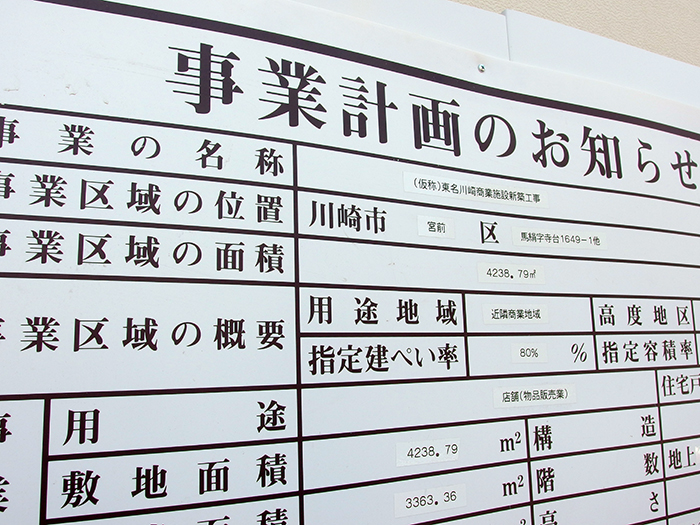 事業計画のお知らせ
事業の名称 (仮称)東名川崎商業施設新築工事
事業区域の位置 川崎市 宮前 区 馬絹字寺台1649-1他
事業区域の面積 4238.79㎡
事業区域の概要 用途地域 近隣商業地域 高度地区
指定建ぺい率 80% % 指定容積率
用途 店舗(物品販売業) 住宅戸
敷地面積 4238.79 m² 構造
3363.36 m² 階数 地上
面積 高さ